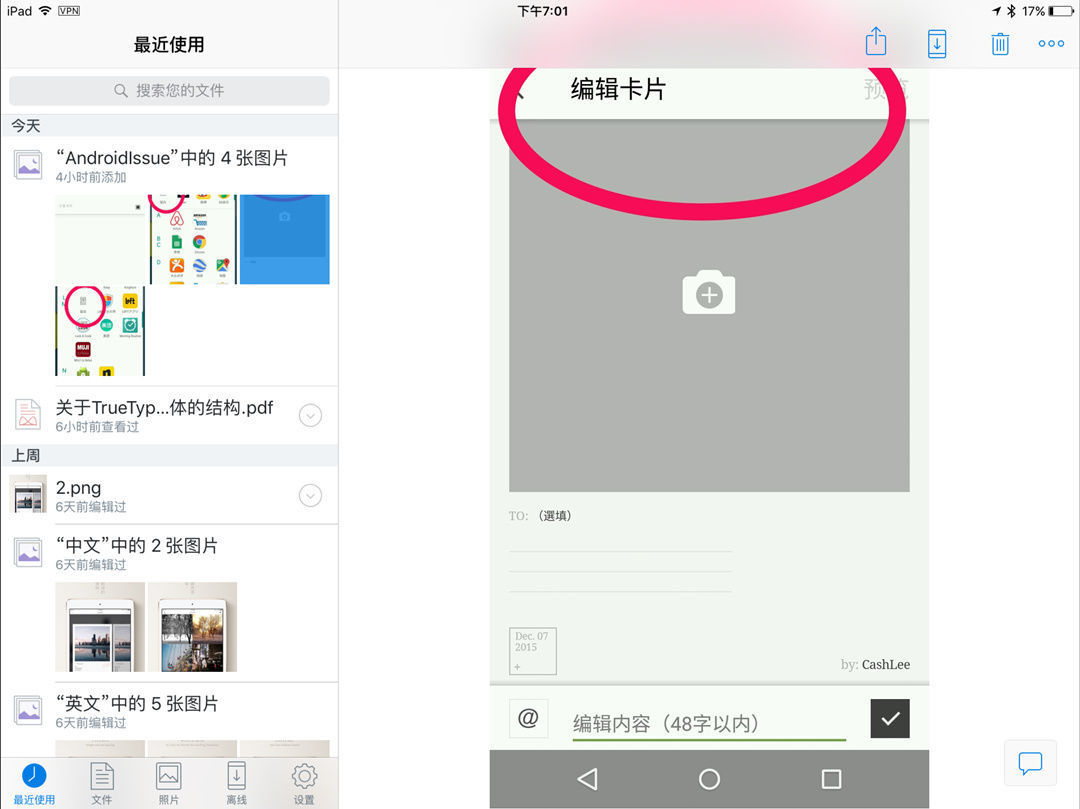 iPad VPN
下午7:01
17%
最近使用
搜索您的文件
今天
“AndroidIssue”中的 4 张图片
4小时前添加
关于TrueTyp...体的结构.pdf
6小时前查看过
上周
2.png
6天前编辑过
“中文”中的 2 张图片
6天前编辑过
“英文”中的 5 张图片
6天前编辑过
最近使用
文件
照片
离线
设置
编辑卡片
预览
TO: （選填）
Dec. 07
2015
+
by: CashLee
@
编辑内容（48字以内）